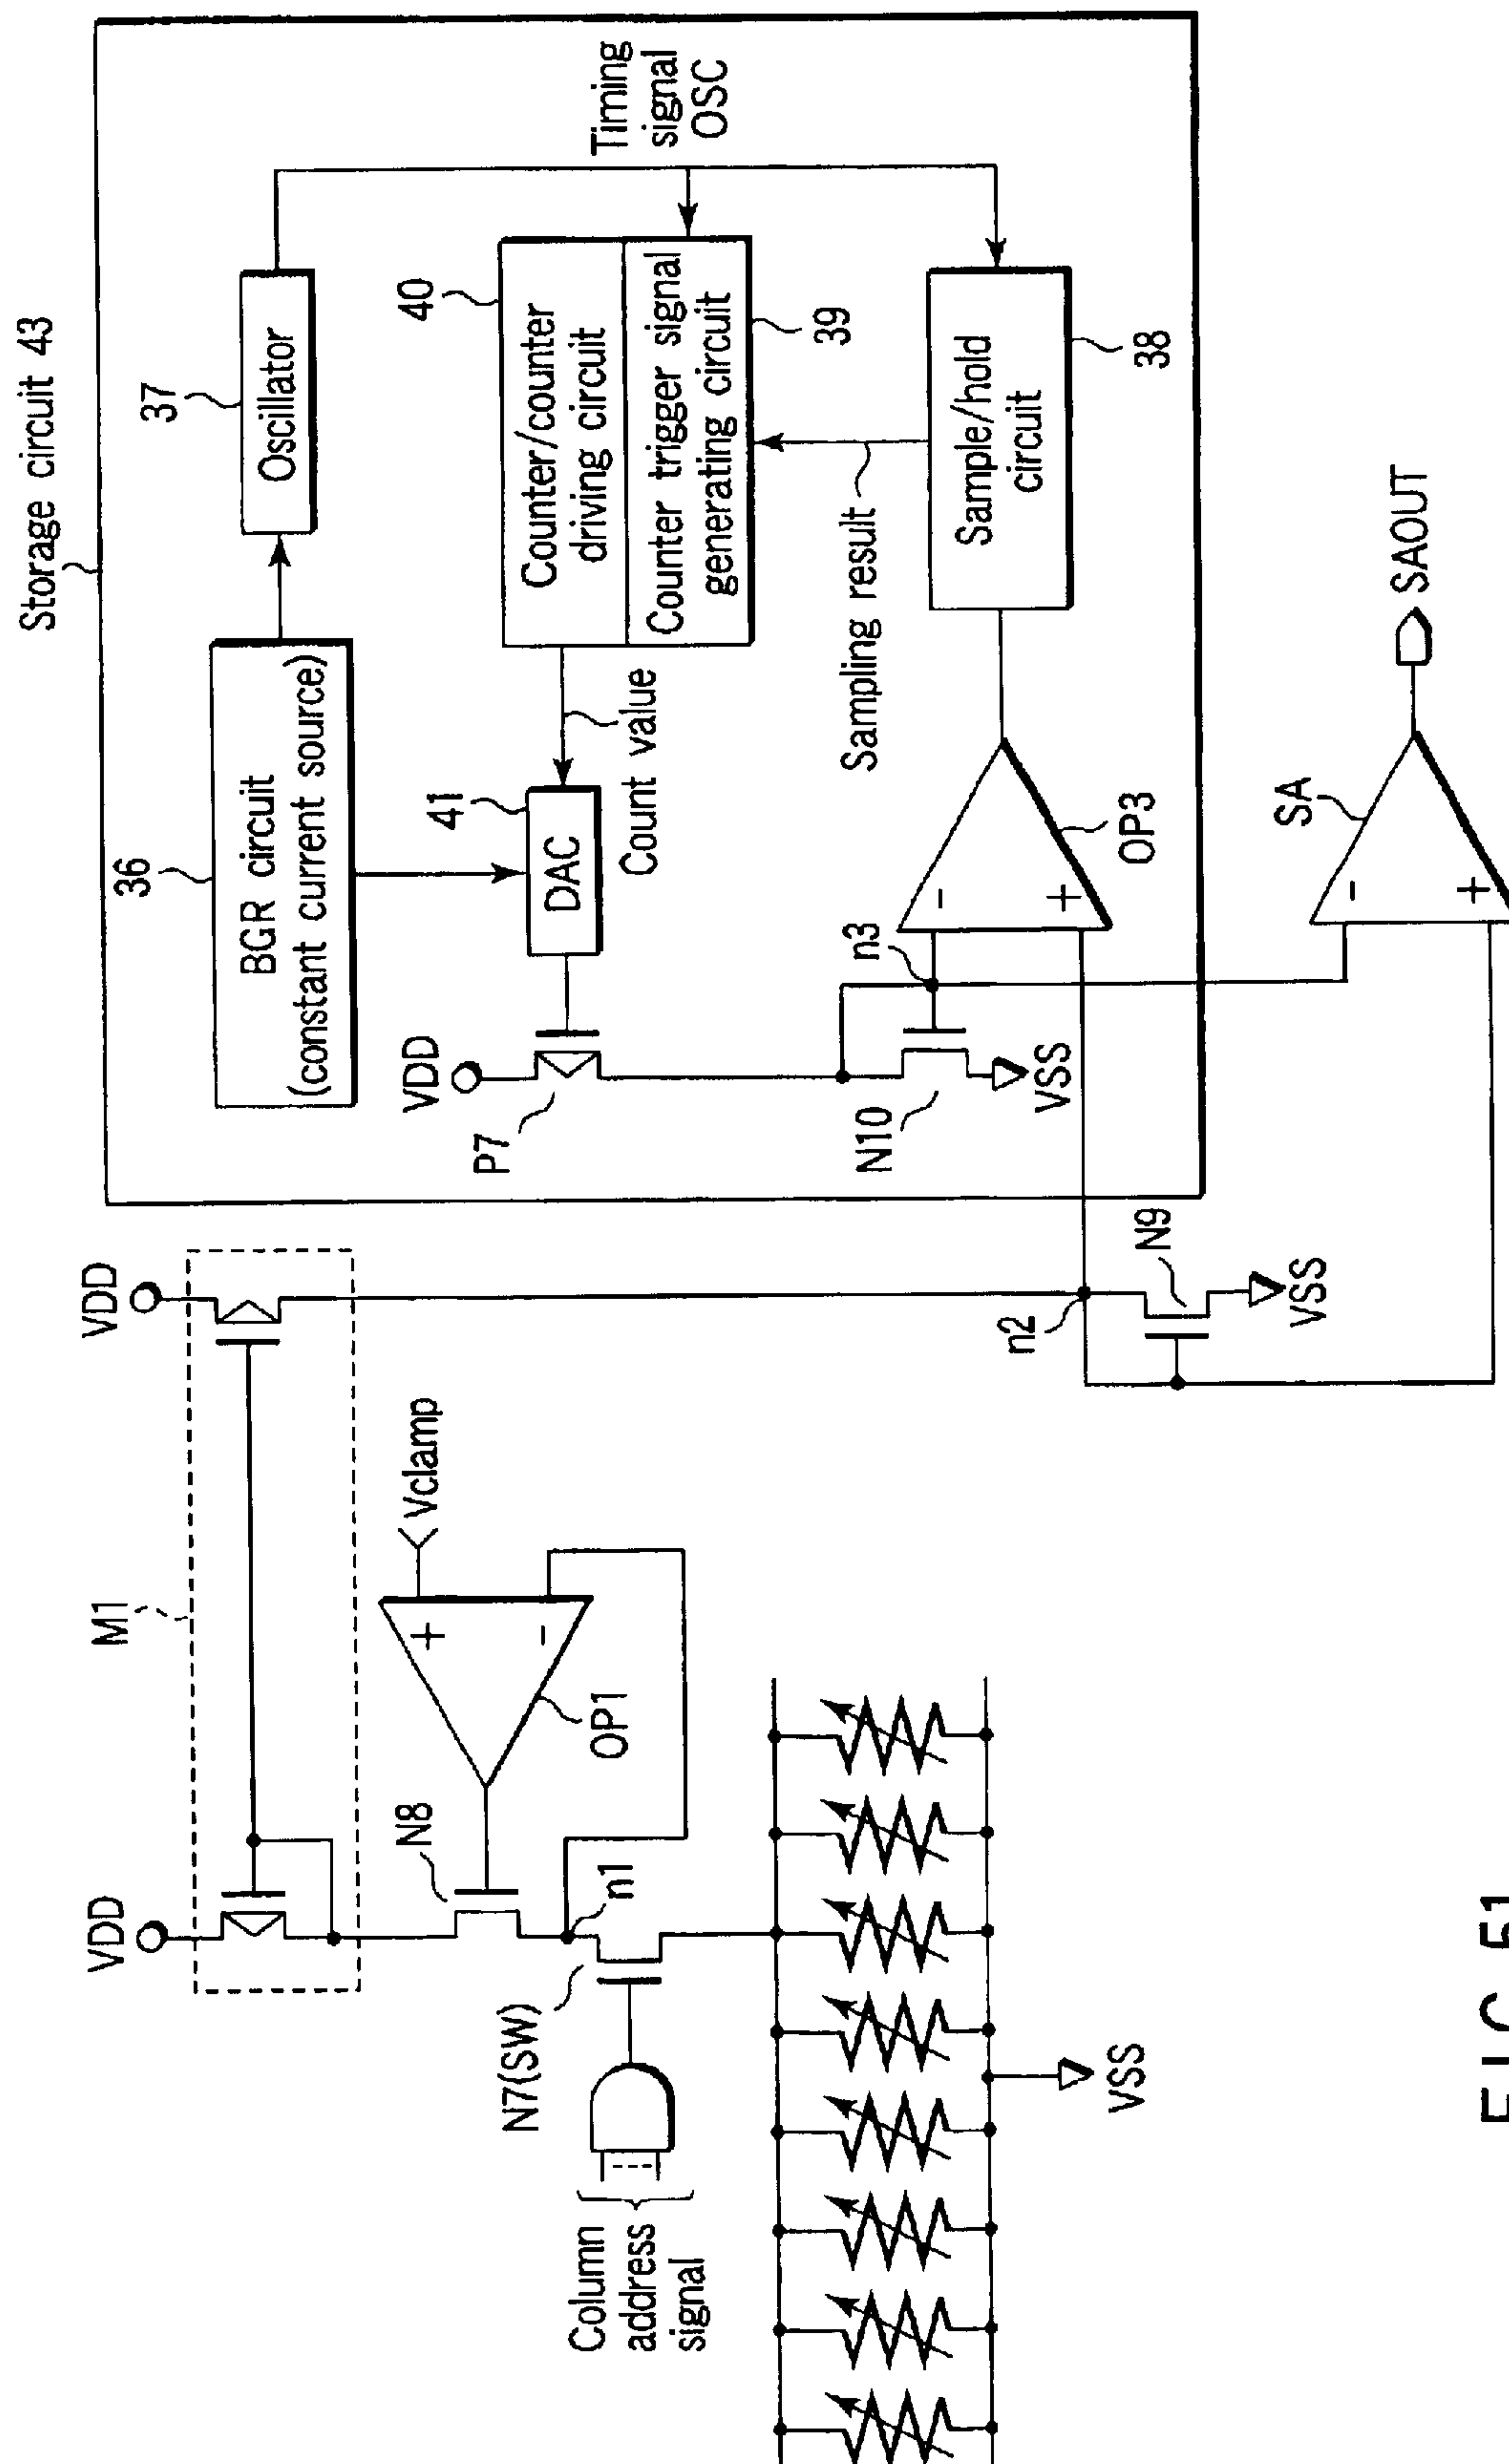 Storage circuit 43
36
BGR circuit
(constant current source)
37
Oscillator
Timing
signal
OSC
40
Counter/counter
driving circuit
Counter trigger signal
generating circuit
39
41
DAC
Count value
Sampling result
Sample/hold
circuit
38
VDD
P7
N10
VSS
n3
-
+
OP3
SA
-
+
SAOUT
M1
VDD
VDD
N8
+
-
OP1
Vclamp
n1
N7(SW)
Column
address
signal
VSS
n2
N9
VSS
FIG. 51